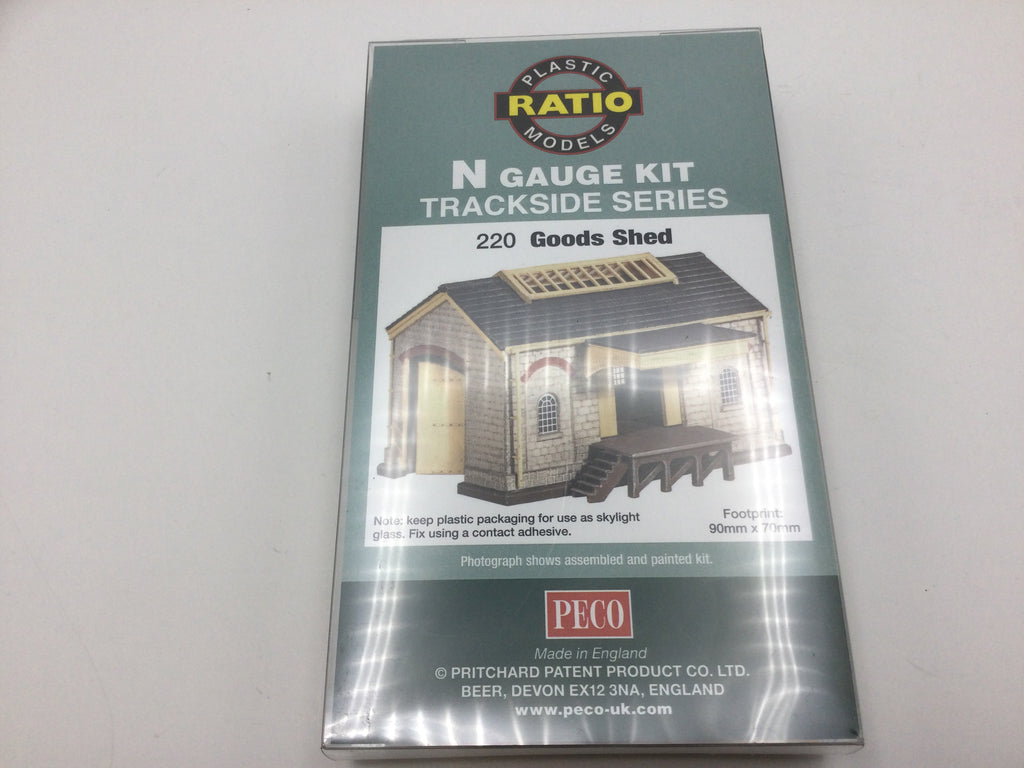 PLASTIC
RATIO
MODELS
N GAUGE KIT
TRACKSIDE SERIES
220 Goods Shed
Note: keep plastic packaging for use as skylight
glass. Fix using a contact adhesive.
Footprint:
90mm x 70mm
Photograph shows assembled and painted kit.
PECO
Made in England
© PRITCHARD PATENT PRODUCT CO. LTD.
BEER, DEVON EX12 3NA, ENGLAND
www.peco-uk.com